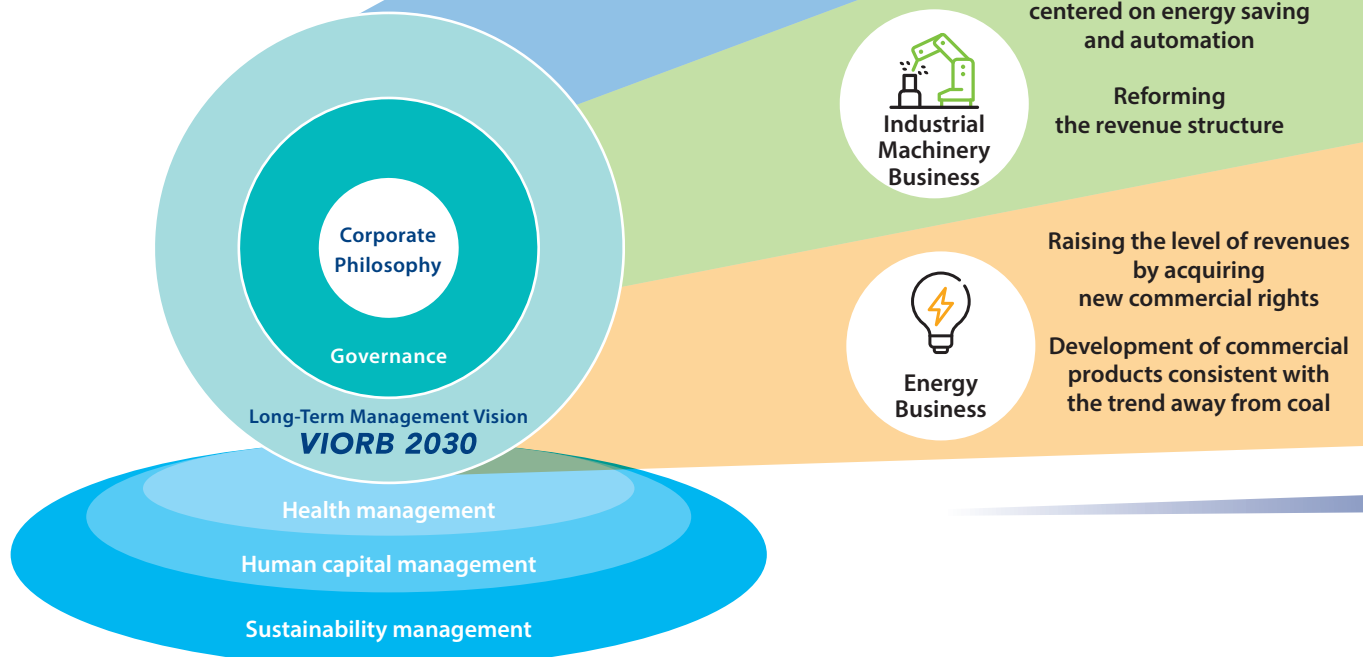 Corporate
Philosophy
Governance
Long-Term Management Vision
VIORB 2030
Health management
Human capital management
Sustainability management
Industrial
Machinery
Business
centered on energy saving
and automation
Reforming
the revenue structure
Energy
Business
Raising the level of revenues
by acquiring
new commercial rights
Development of commercial
products consistent with
the trend away from coal